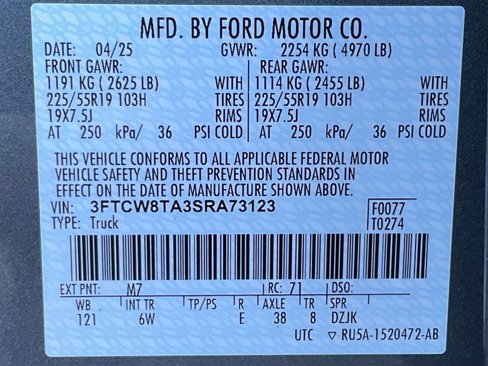 MFD. BY FORD MOTOR CO.
DATE: 04/25 GVWR: 2254 KG ( 4970 LB)
FRONT GAWR: REAR GAWR:
1191 KG ( 2625 LB) WITH 1114 KG ( 2455 LB) WITH
225/55R19 103H TIRES 225/55R19 103H TIRES
19X7.5J RIMS 19X7.5J RIMS
AT 250 kPa/ 36 PSI COLD AT 250 kPa/ 36 PSI COLD
THIS VEHICLE CONFORMS TO ALL APPLICABLE FEDERAL MOTOR
VEHICLE SAFETY AND THEFT PREVENTION STANDARDS IN
EFFECT ON THE DATE OF MANUFACTURE SHOWN ABOVE.
VIN: 3FTCW8TA3SRA73123 F0077
TYPE: Truck T0274
EXT PNT: M7 RC: 71 DSO:
WB INT TR TP/PS R AXLE TR SPR
121 6W E 38 8 DZJK
UTC ▽ RU5A-1520472-AB